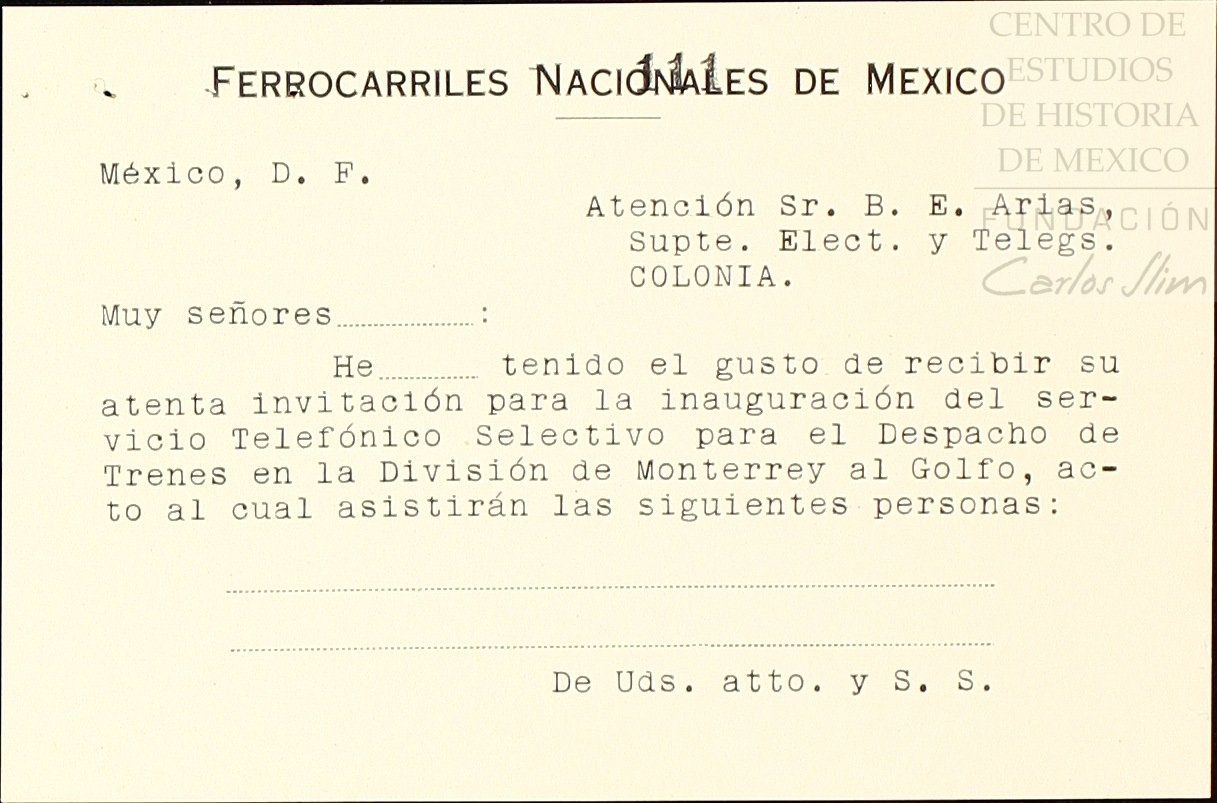 FERROCARRILES NACIONALES DE MEXICO
111
CENTRO DE
ESTUDIOS
DE HISTORIA
DE MEXICO
FUNDACIÓN
Carlos Slim
México, D. F.
Atención Sr. B. E. Arias,
Supte. Elect. y Telegs.
COLONIA.
Muy señores..............:
He.......... tenido el gusto de recibir su
atenta invitación para la inauguración del ser-
vicio Telefónico Selectivo para el Despacho de
Trenes en la División de Monterrey al Golfo, ac-
to al cual asistirán las siguientes personas:
De Uds. atto. y S. S.